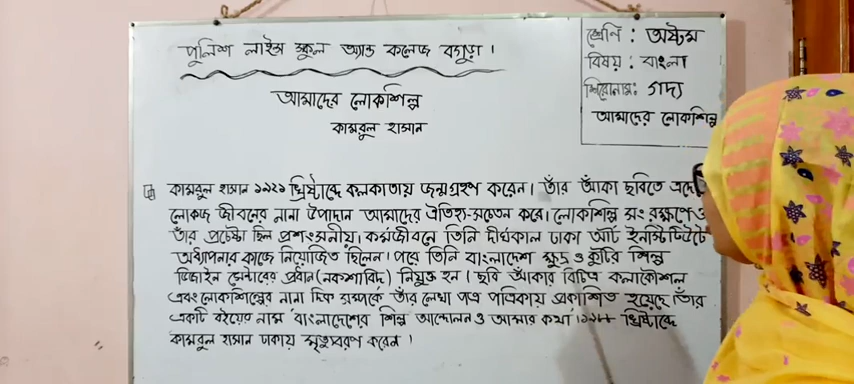 পুলিশ লাইন্স স্কুল অ্যান্ড কলেজ বগুড়া।
আমাদের লোকশিল্প
কামরুল হাসান
শ্রেণি : অষ্টম
বিষয় : বাংলা
শিরোনাম: গদ্য
আমাদের লোকশিল্প
কামরুল হাসান ১৯২১ খ্রিষ্টাব্দে কলকাতায় জন্মগ্রহণ করেন। তাঁর আঁকা ছবিতে এদে
লোকজ জীবনের নানা উপাদান আমাদের ঐতিহ্য-সচেতন করে। লোকশিল্প সংরক্ষণেও
তাঁর প্রচেষ্টা ছিল প্রশংসনীয়। কর্মজীবনে তিনি দীর্ঘকাল ঢাকা আর্ট ইনস্টিটিউটে
অধ্যাপনার কাজে নিয়োজিত ছিলেন। পরে তিনি বাংলাদেশ ক্ষুদ্র ও কুটির শিল্প
ডিজাইন সেন্টারের প্রধান (নকশাবিদ) নিযুক্ত হন। ছবি আঁকার বিচিত্র কলাকৌশল
এবং লোকশিল্পের নানা দিক সম্পর্কে তাঁর লেখা পত্র পত্রিকায় প্রকাশিত হয়েছে। তাঁর
একটি বইয়ের নাম 'বাংলাদেশের শিল্প আন্দোলন ও আমার কথা'। ১৯৮৮ খ্রিষ্টাব্দে
কামরুল হাসান ঢাকায় মৃত্যুবরণ করেন।